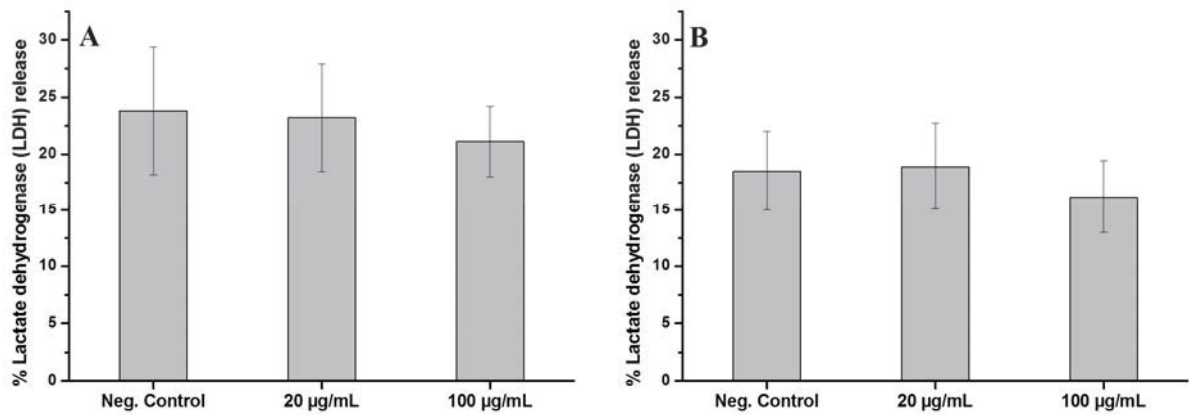 A
% Lactate dehydrogenase (LDH) release
30
25
20
15
10
5
0
Neg. Control 20 µg/mL 100 µg/mL
B
% Lactate dehydrogenase (LDH) release
30
25
20
15
10
5
0
Neg. Control 20 µg/mL 100 µg/mL